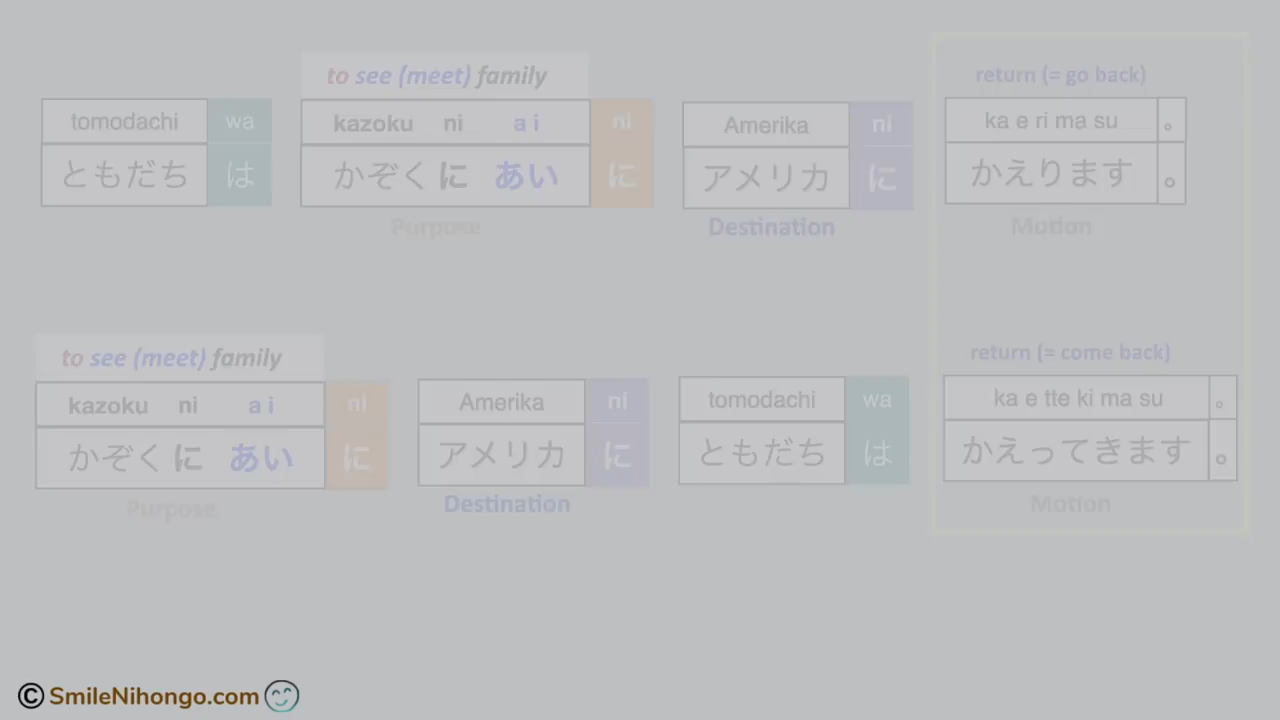 to see (meet) family
return (= go back)
tomodachi wa kazoku ni a i ni Amerika ni ka e ri ma su 。
ともだち は かぞく に あい に アメリカ に かえります 。
Purpose Destination Motion
to see (meet) family
return (= come back)
kazoku ni a i ni Amerika ni tomodachi wa ka e tte ki ma su 。
かぞく に あい に アメリカ に ともだち は かえってきます 。
Purpose Destination Motion
© SmileNihongo.com